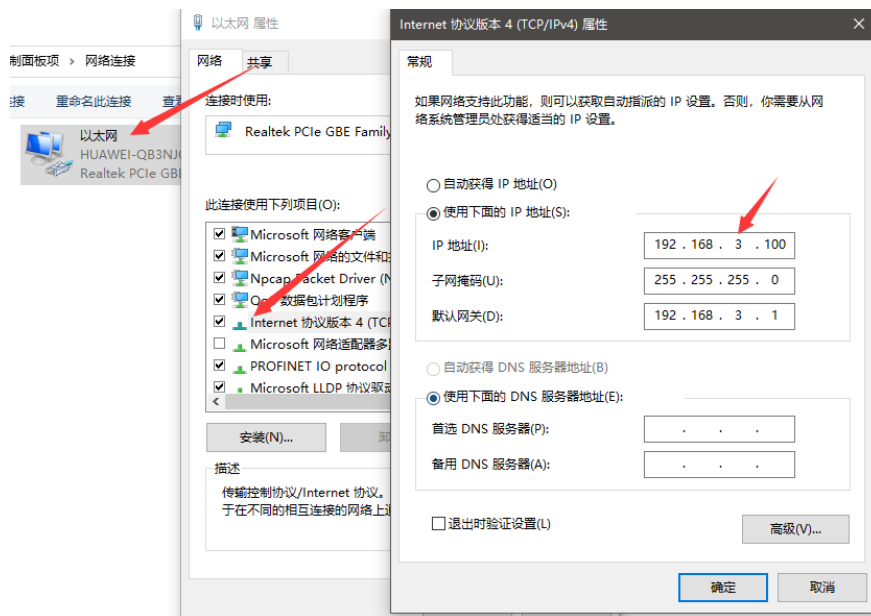 以太网 属性
Internet 协议版本 4 (TCP/IPv4) 属性
制面板项 › 网络连接
网络
共享
常规
重命名此连接
连接时使用:
以太网
HUAWEI-QB3NJ
Realtek PCIe GB
Realtek PCIe GBE Family
如果网络支持此功能，则可以获取自动指派的 IP 设置。否则，你需要从网
络系统管理员处获得适当的 IP 设置。
自动获得 IP 地址(O)
此连接使用下列项目(O):
使用下面的 IP 地址(S):
Microsoft 网络客户端
IP 地址(I):
192 . 168 . 3 . 100
Microsoft 网络的文件和
Npcap Packet Driver (N
子网掩码(U):
255 . 255 . 255 . 0
QoS 数据包计划程序
默认网关(D):
192 . 168 . 3 . 1
Internet 协议版本 4 (TC
Microsoft 网络适配器多
PROFINET IO protocol
自动获得 DNS 服务器地址(B)
Microsoft LLDP 协议驱动
使用下面的 DNS 服务器地址(E):
安装(N)...
首选 DNS 服务器(P):
. . .
备用 DNS 服务器(A):
. . .
描述
传输控制协议/Internet 协议。
于在不同的相互连接的网络上
退出时验证设置(L)
高级(V)...
确定
取消